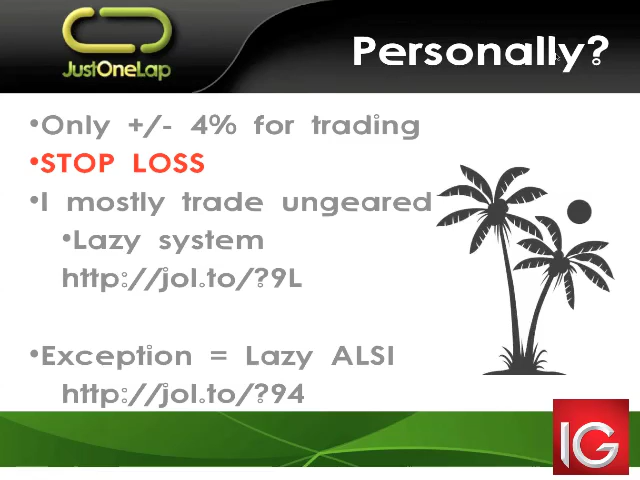 JustOneLap
Personally?
•Only +/- 4% for trading
•STOP LOSS
•I mostly trade ungeared
•Lazy system
http://jol.to/?9L
•Exception = Lazy ALSI
http://jol.to/?94
IG